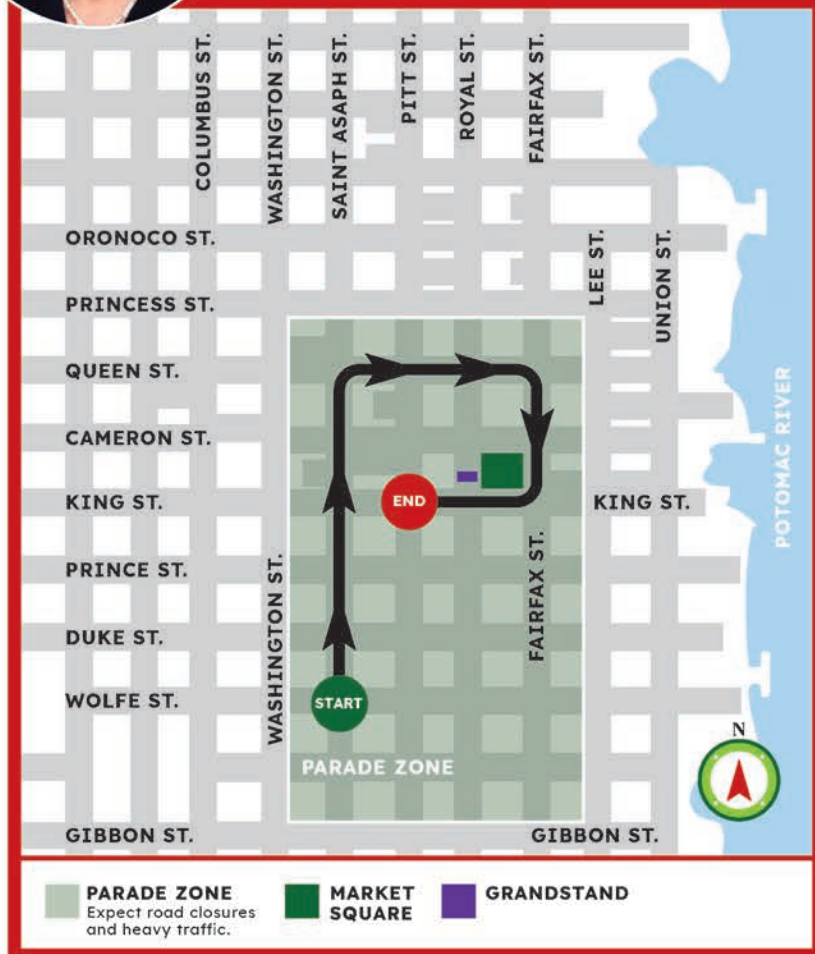 COLUMBUS ST.
WASHINGTON ST.
SAINT ASAPH ST.
PITT ST.
ROYAL ST.
FAIRFAX ST.
ORONOCO ST.
LEE ST.
UNION ST.
PRINCESS ST.
QUEEN ST.
CAMERON ST.
POTOMAC RIVER
KING ST.
END
KING ST.
PRINCE ST.
FAIRFAX ST.
DUKE ST.
WASHINGTON ST.
WOLFE ST.
START
N
PARADE ZONE
GIBBON ST.
GIBBON ST.
PARADE ZONE
Expect road closures
and heavy traffic.
MARKET
SQUARE
GRANDSTAND